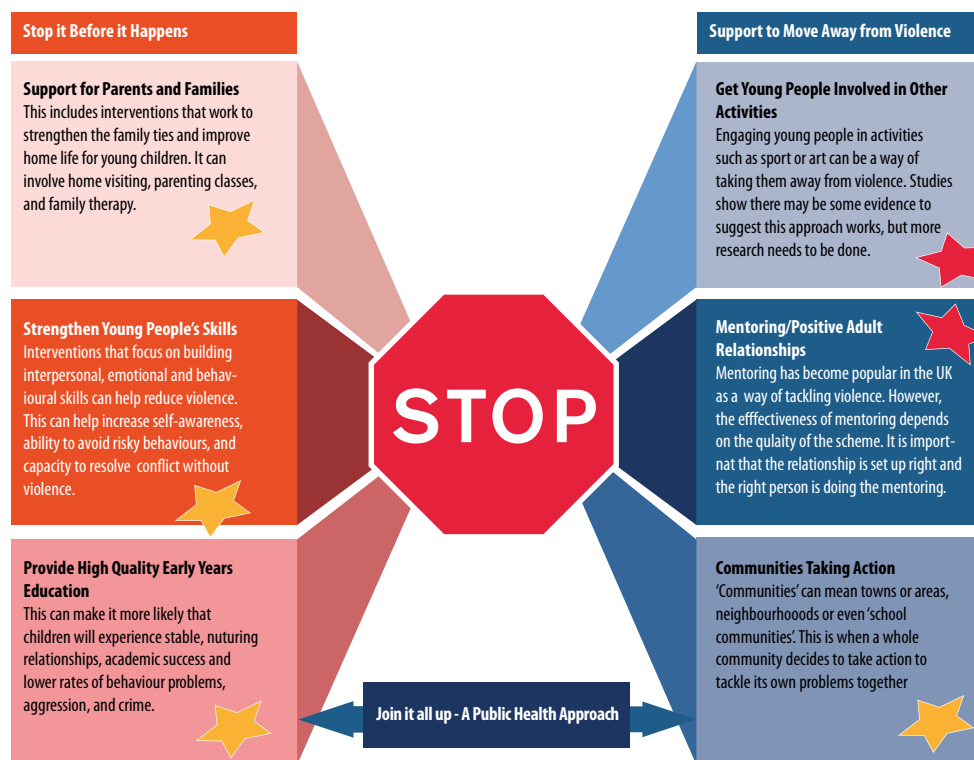 Stop it Before it Happens
Support for Parents and Families
This includes interventions that work to
strengthen the family ties and improve
home life for young children. It can
involve home visiting, parenting classes,
and family therapy.
Strengthen Young People's Skills
Interventions that focus on building
interpersonal, emotional and behav-
ioural skills can help reduce violence.
This can help increase self-awareness,
ability to avoid risky behaviours, and
capacity to resolve conflict without
violence.
Provide High Quality Early Years
Education
This can make it more likely that
children will experience stable, nuturing
relationships, academic success and
lower rates of behaviour problems,
aggression, and crime.
STOP
Join it all up - A Public Health Approach
Support to Move Away from Violence
Get Young People Involved in Other
Activities
Engaging young people in activities
such as sport or art can be a way of
taking them away from violence. Studies
show there may be some evidence to
suggest this approach works, but more
research needs to be done.
Mentoring/Positive Adult
Relationships
Mentoring has become popular in the UK
as a way of tackling violence. However,
the efffectiveness of mentoring depends
on the qulaity of the scheme. It is import-
nat that the relationship is set up right and
the right person is doing the mentoring.
Communities Taking Action
'Communities' can mean towns or areas,
neighbourhooods or even 'school
communities'. This is when a whole
community decides to take action to
tackle its own problems together